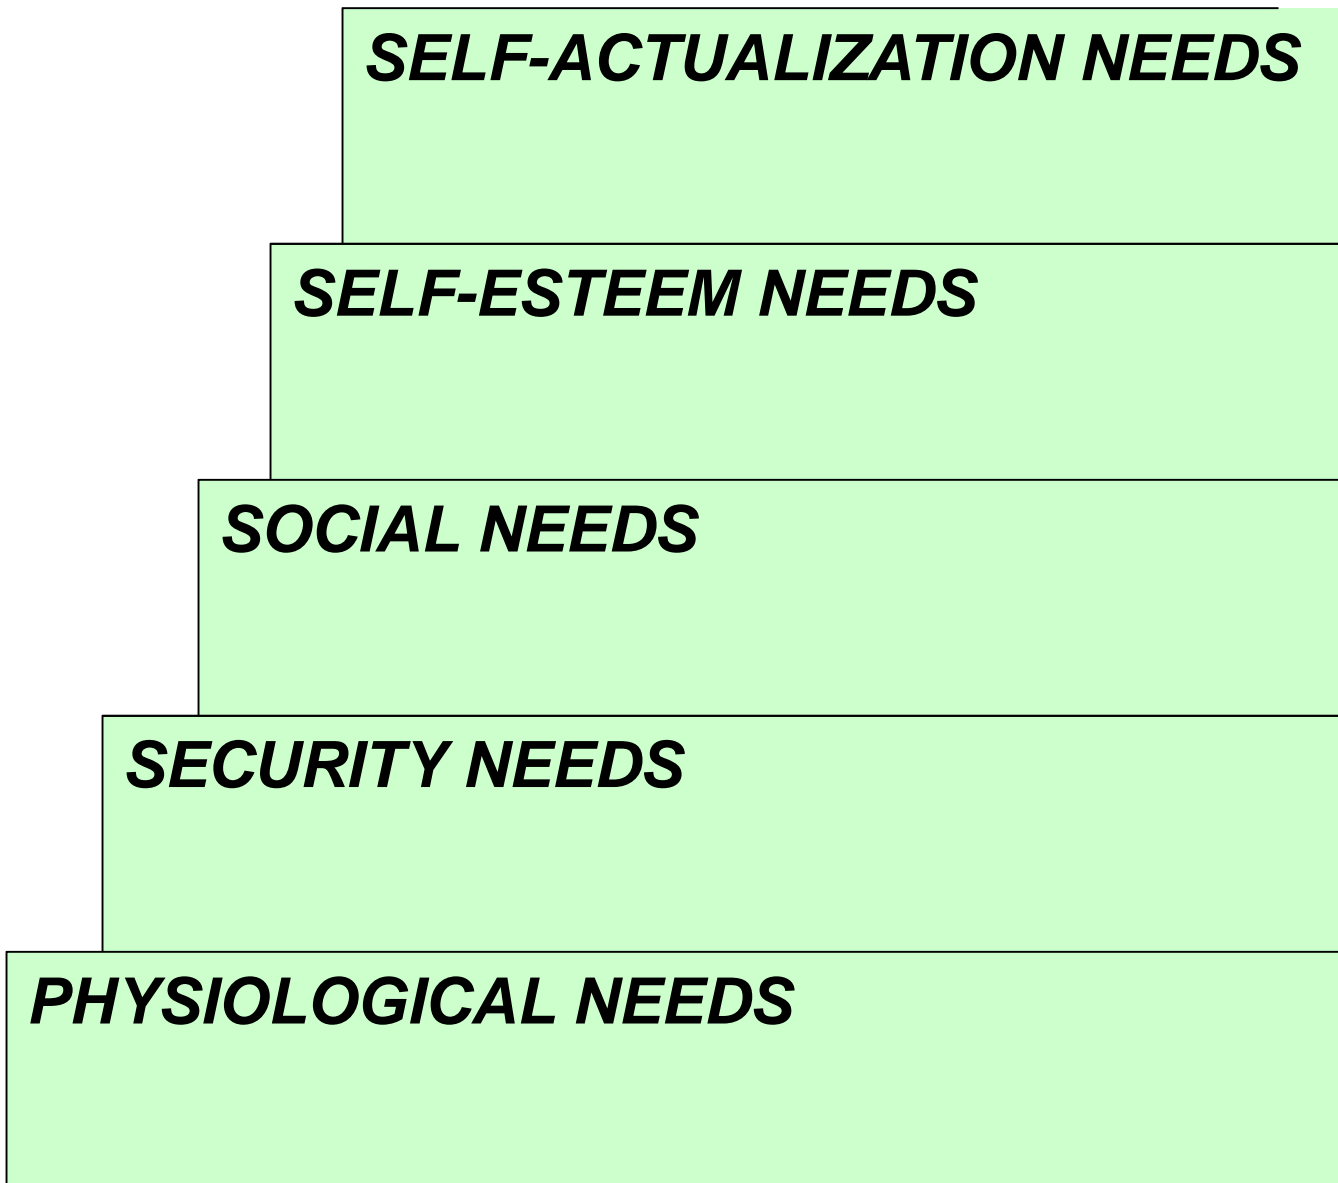 SELF-ACTUALIZATION NEEDS
SELF-ESTEEM NEEDS
SOCIAL NEEDS
SECURITY NEEDS
PHYSIOLOGICAL NEEDS